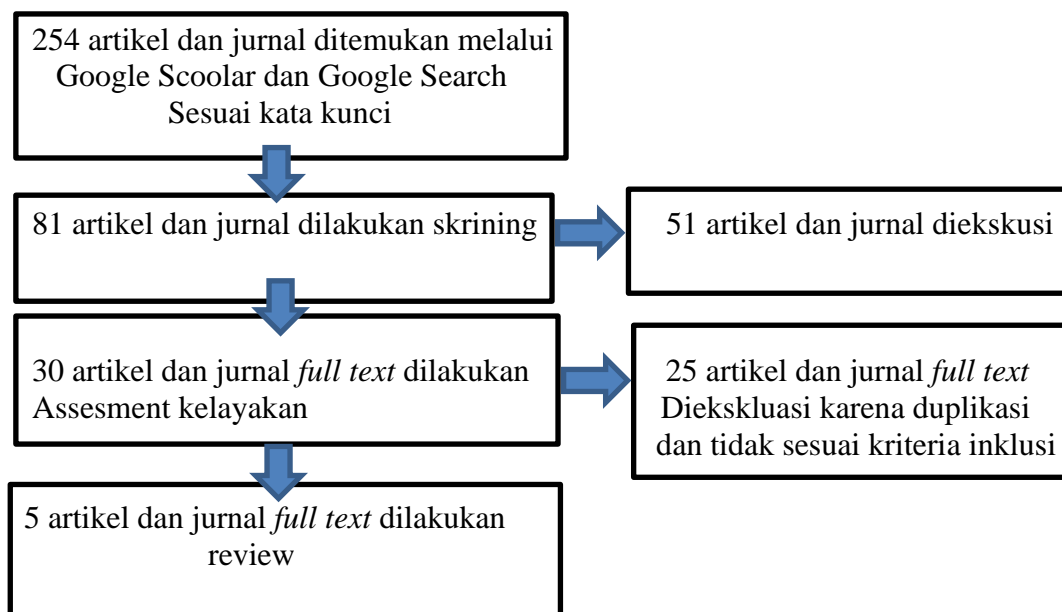 254 artikel dan jurnal ditemukan melalui
Google Scoolar dan Google Search
Sesuai kata kunci
81 artikel dan jurnal dilakukan skrining
51 artikel dan jurnal diekskusi
30 artikel dan jurnal full text dilakukan
Assesment kelayakan
25 artikel dan jurnal full text
Diekskluasi karena duplikasi
dan tidak sesuai kriteria inklusi
5 artikel dan jurnal full text dilakukan
review